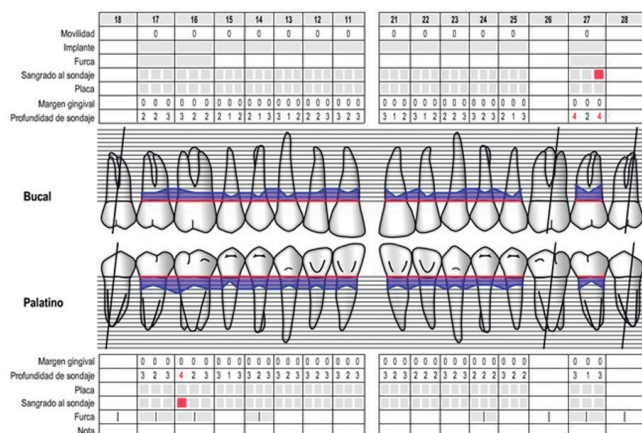 18 17 16 15 14 13 12 11 21 22 23 24 25 26 27 28
Movilidad 0 0 0 0 0 0 0 0 0 0 0 0 0
Implante
Furca
Sangrado al sondaje
Placa
Margen gingival 0 0 0 0 0 0 0 0 0 0 0 0 0 0 0 0 0 0 0 0 0 0 0 0 0 0 0 0 0 0 0 0 0 0 0 0 0 0 0
Profundidad de sondaje 2 2 3 3 2 2 2 1 2 2 1 3 3 2 2 2 2 3 3 2 3 3 1 2 3 1 2 2 2 3 3 2 2 2 1 3 4 2 4
Bucal
Palatino
Margen gingival 0 0 0 0 0 0 0 0 0 0 0 0 0 0 0 0 0 0 0 0 0 0 0 0 0 0 0 0 0 0 0 0 0 0 0 0 0 0 0
Profundidad de sondaje 3 2 3 4 2 3 3 1 3 3 2 3 3 2 2 3 2 2 3 2 3 3 2 3 3 2 2 3 2 3 3 2 2 3 2 2 3 1 3
Placa
Sangrado al sondaje
Furca
Nota